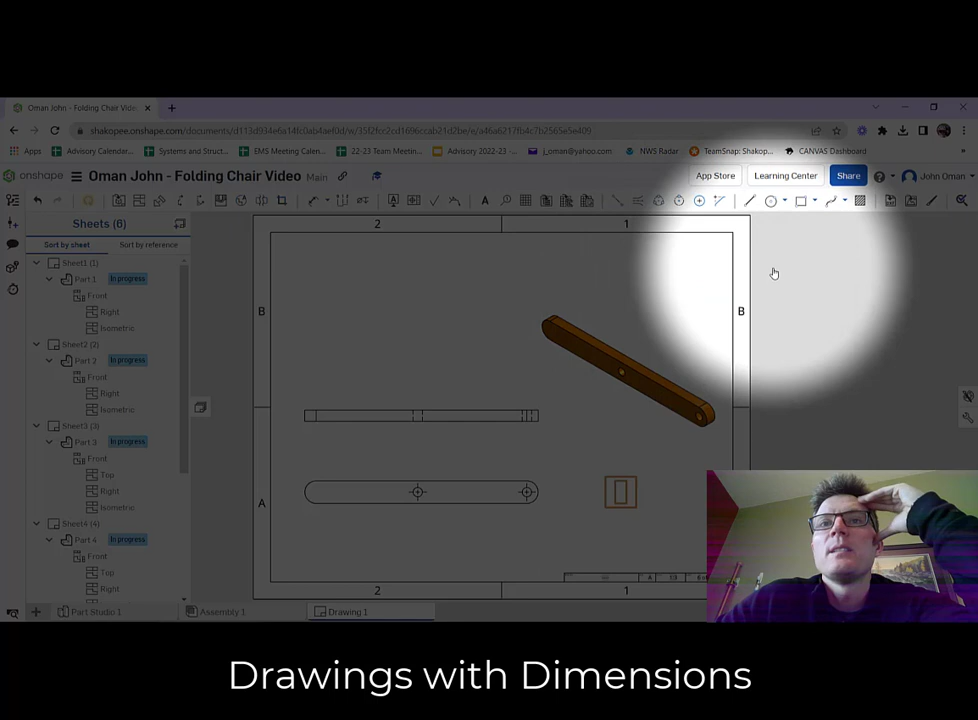 Oman John - Folding Chair Video
shakopee.onshape.com/documents/d113d934e6a14fc0ab4aef0d/w/35f2fcc2cd1696ccab21cf2be/e/a46a6217fb4c7b2565e5e409
Apps Advisory Calendar... Systems and Struct... EMS Meeting Calen... 22-23 Team Meetin... Advisory 2022-23 -... j_oman@yahoo.com NWS Radar TeamSnap: Shakop... CANVAS Dashboard
onshape Oman John - Folding Chair Video Main App Store Learning Center Share John Oman
Sheets (6)
Sort by sheet Sort by reference
Sheet1 (1)
Part 1 In progress
Front
Right
Isometric
Sheet2 (2)
Part 2 In progress
Front
Right
Isometric
Sheet3 (3)
Part 3 In progress
Front
Top
Right
Isometric
Sheet4 (4)
Part 4 In progress
Front
Top
Right
2 1
B B
A
2 1
Part Studio 1 Assembly 1 Drawing 1
Drawings with Dimensions